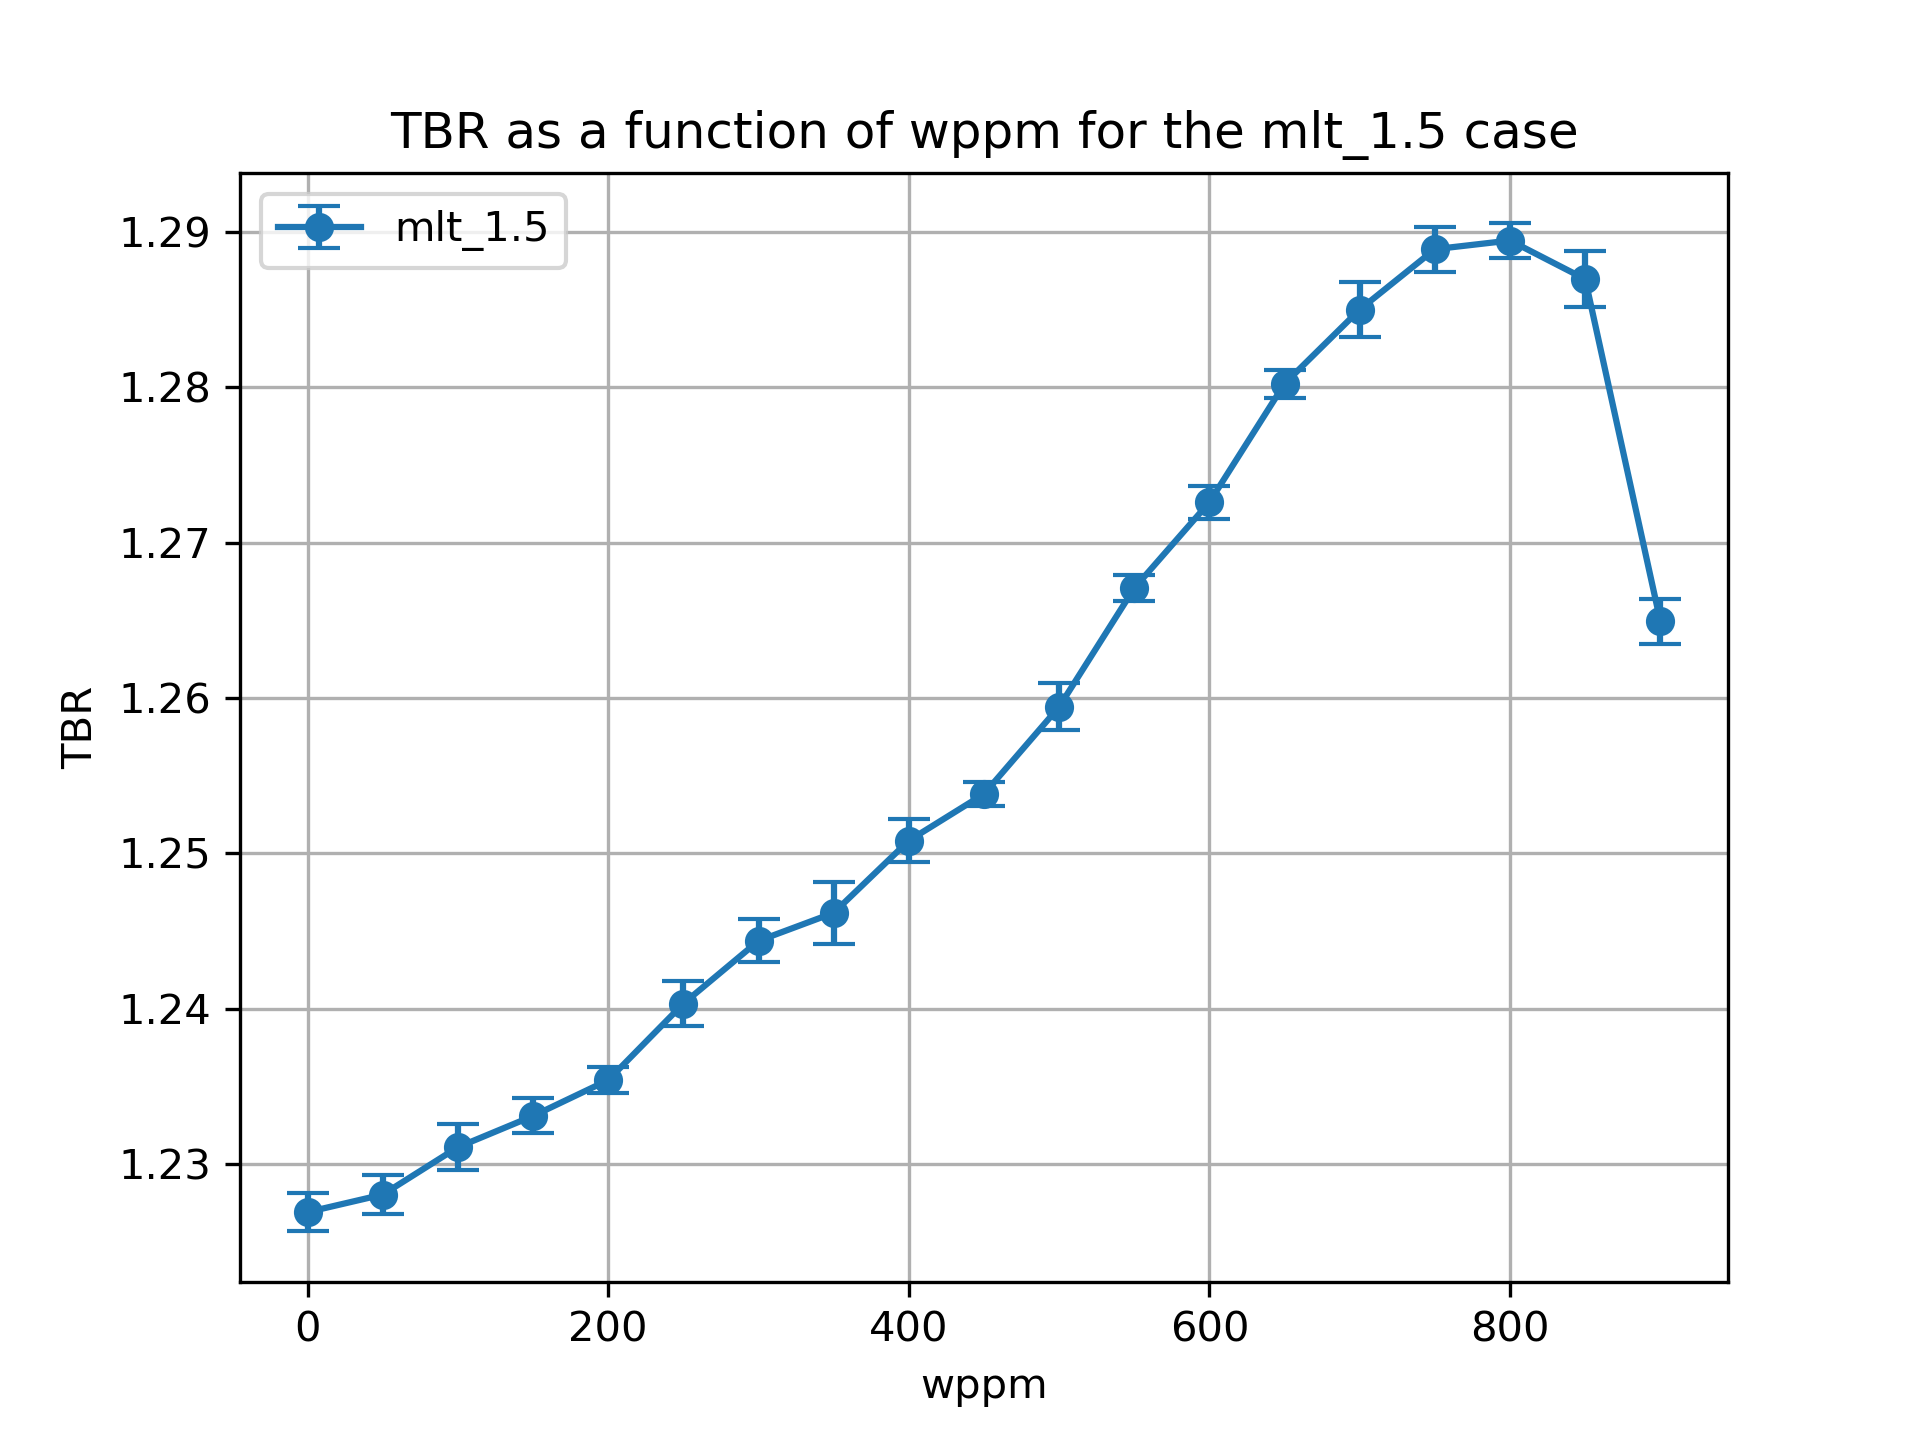 TBR as a function of wppm for the mlt_1.5 case
mlt_1.5
1.29
1.28
1.27
1.26
1.25
1.24
1.23
TBR
0 200 400 600 800
wppm